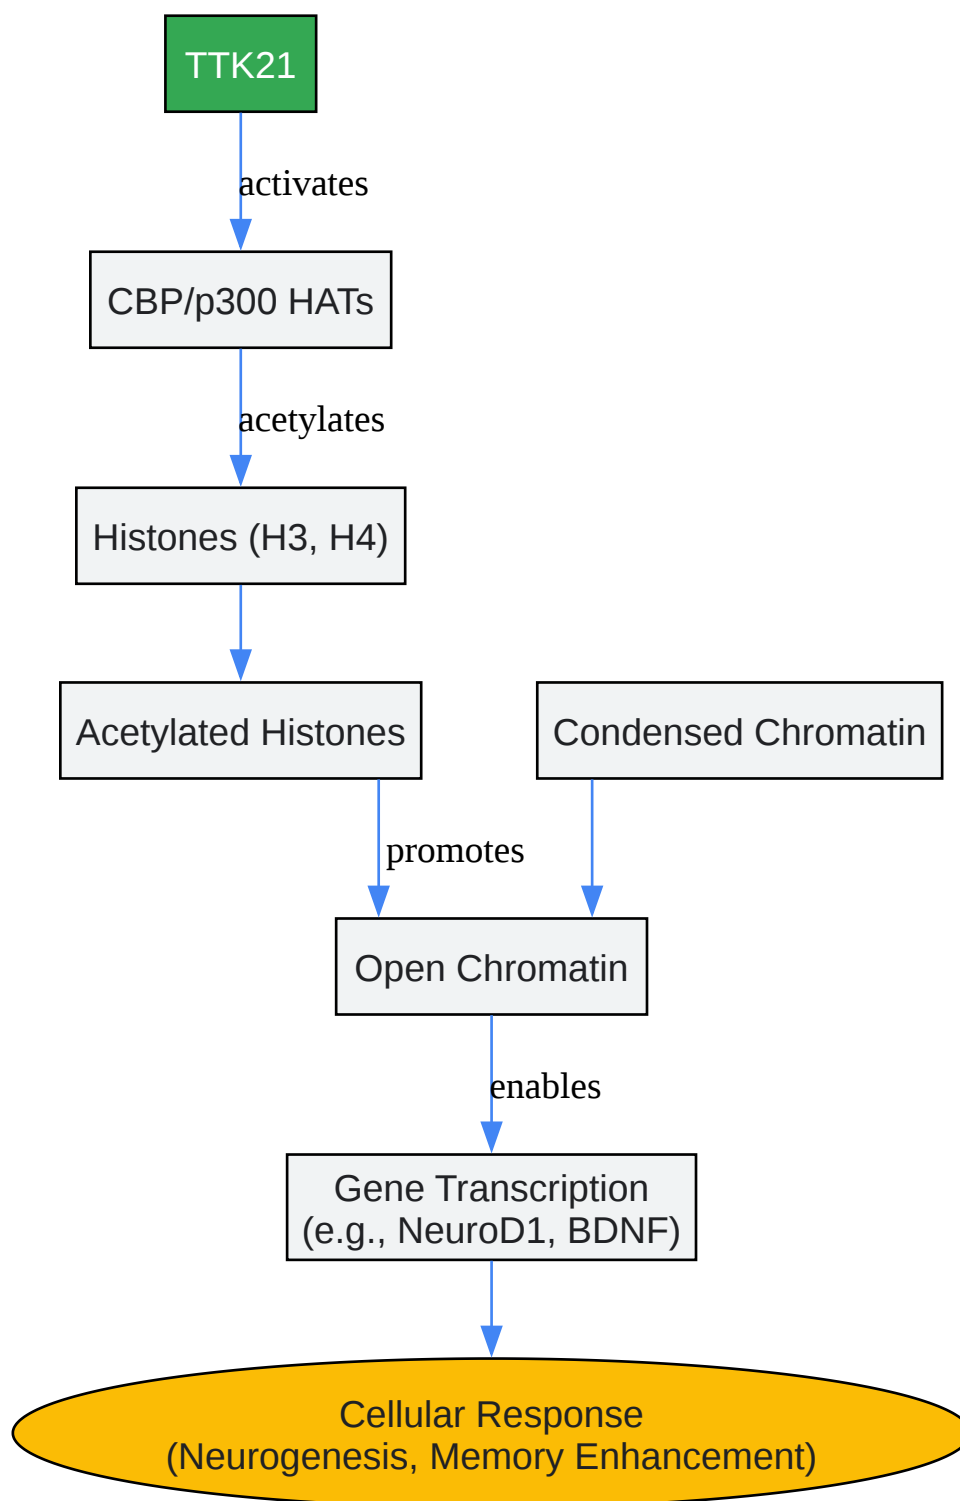 TTK21
activates
CBP/p300 HATs
acetylates
Histones (H3, H4)
Acetylated Histones
Condensed Chromatin
promotes
Open Chromatin
enables
Gene Transcription
(e.g., NeuroD1, BDNF)
Cellular Response
(Neurogenesis, Memory Enhancement)